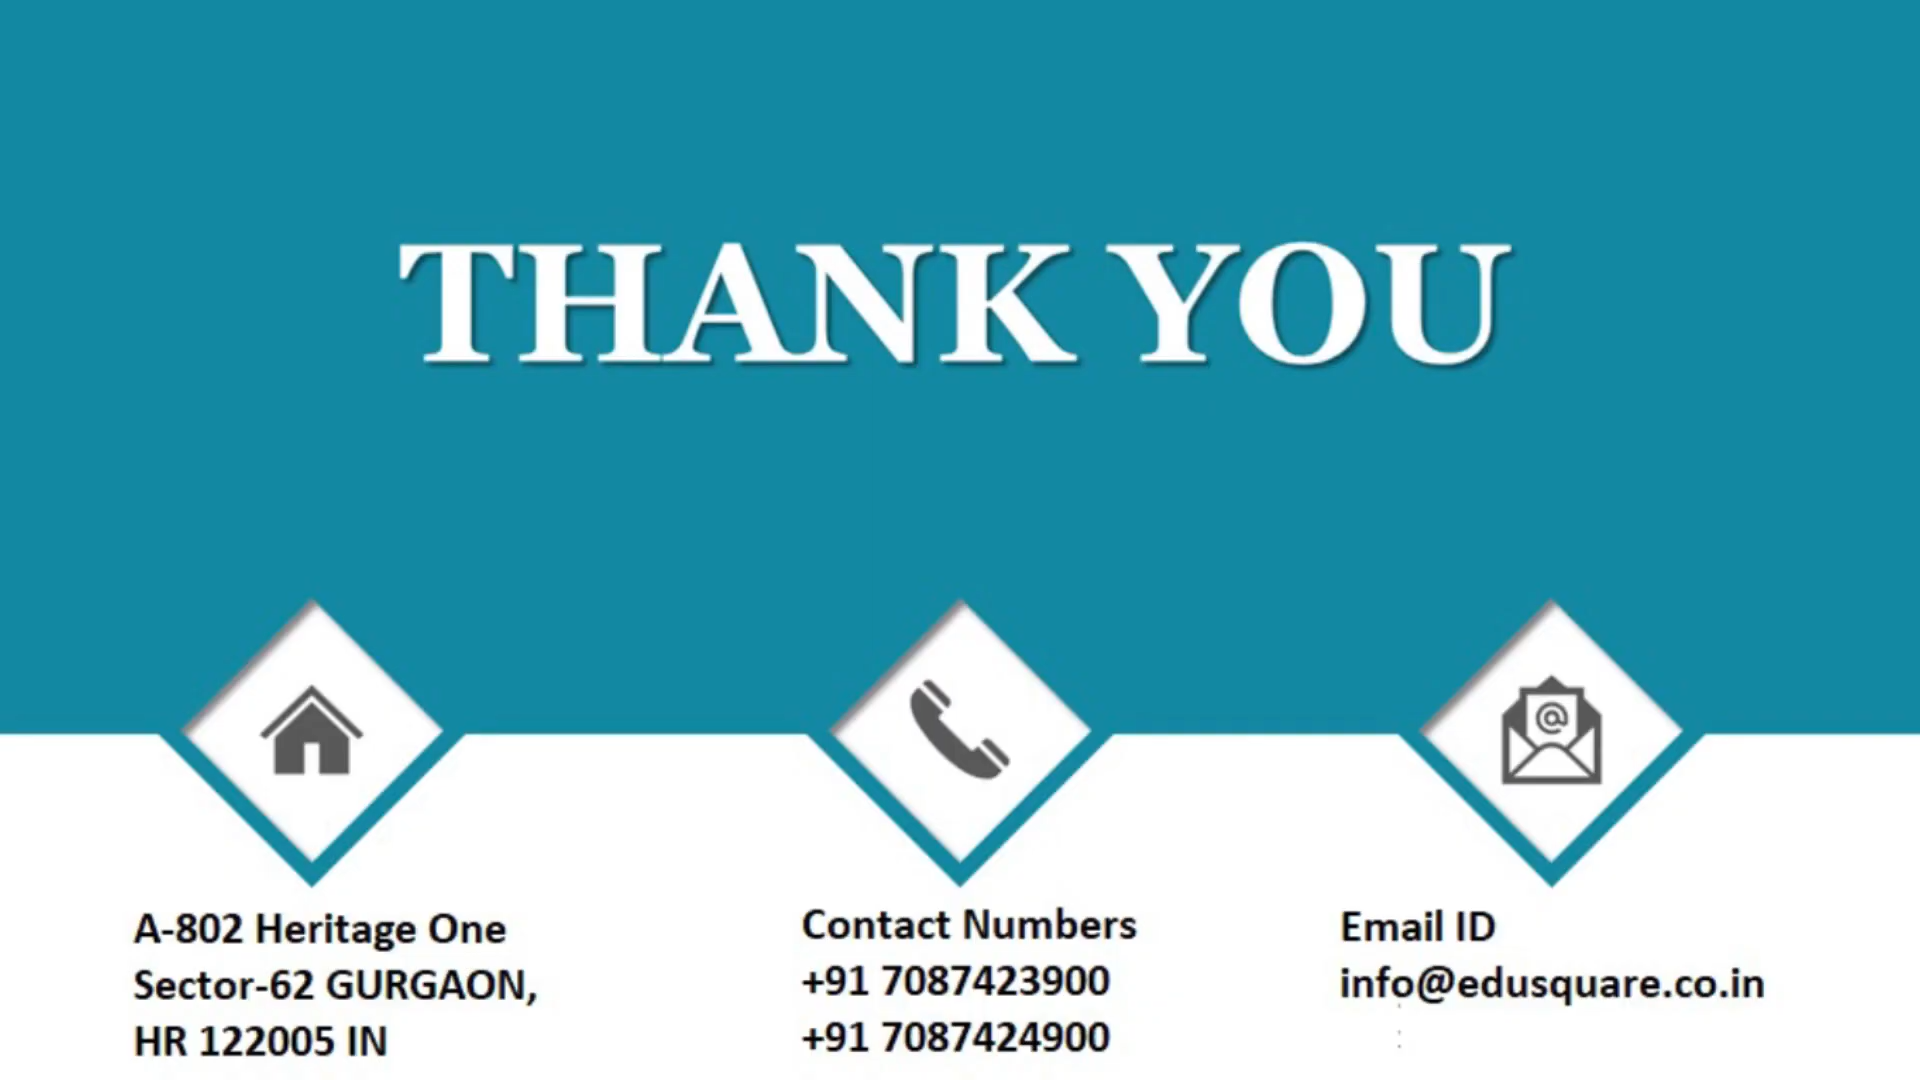 THANK YOU
A-802 Heritage One
Sector-62 GURGAON,
HR 122005 IN
Contact Numbers
+91 7087423900
+91 7087424900
Email ID
info@edusquare.co.in